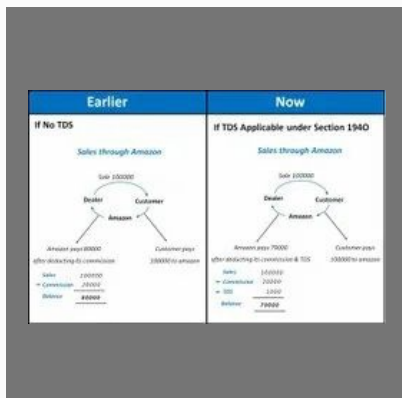 Earlier
If No TDS
Sales through Amazon
Sale 100000
Dealer Customer
Amazon
Amazon pays 80000 Customer pays
after deducting its commission 100000 to amazon
Sales 100000
- Commission 20000
Balance 80000
Now
If TDS Applicable under Section 194O
Sales through Amazon
Sale 100000
Dealer Customer
Amazon
Amazon pays 79000 Customer pays
after deducting its commission & TDS 100000 to amazon
Sales 100000
- Commission 20000
- TDS 1000
Balance 79000